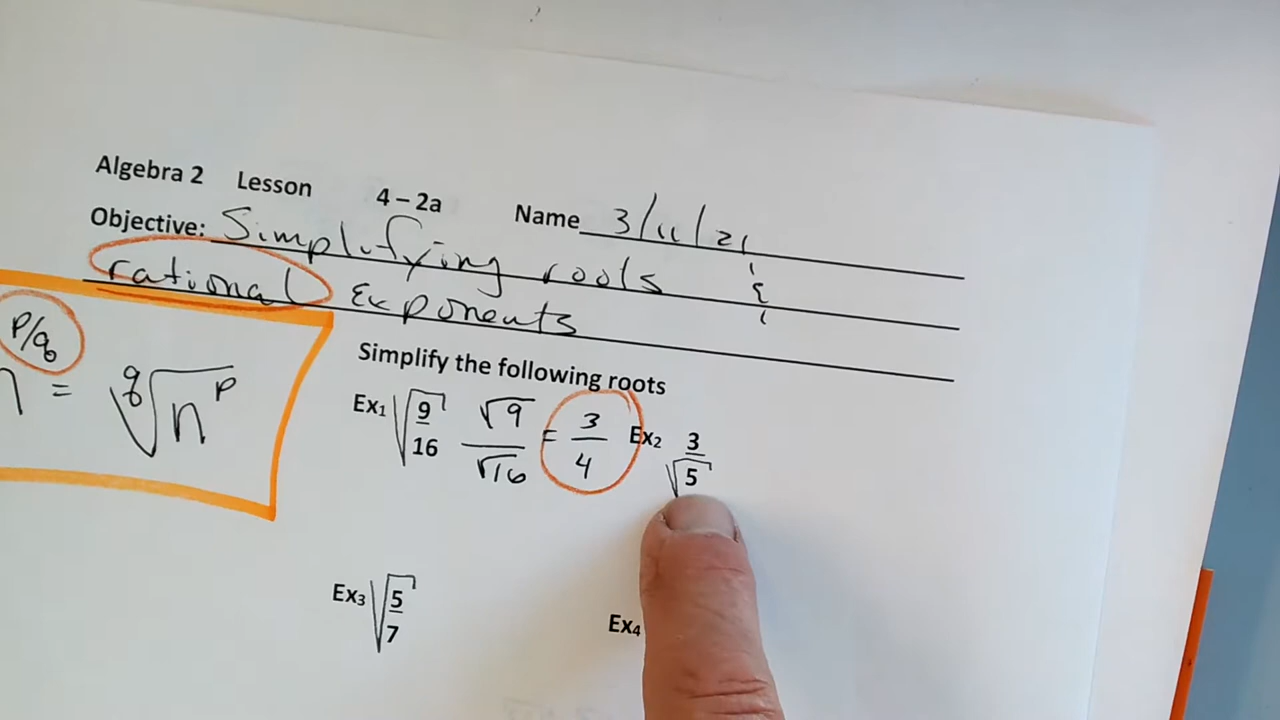 Algebra 2 Lesson 4 – 2a Name 3/11/21
Objective: Simplifying roots &
rational Exponents
p/q
n = q√n^p
Simplify the following roots
Ex1 √(9/16) √9/√16 = 3/4 Ex2 3/√5
Ex3 √(5/7) Ex4